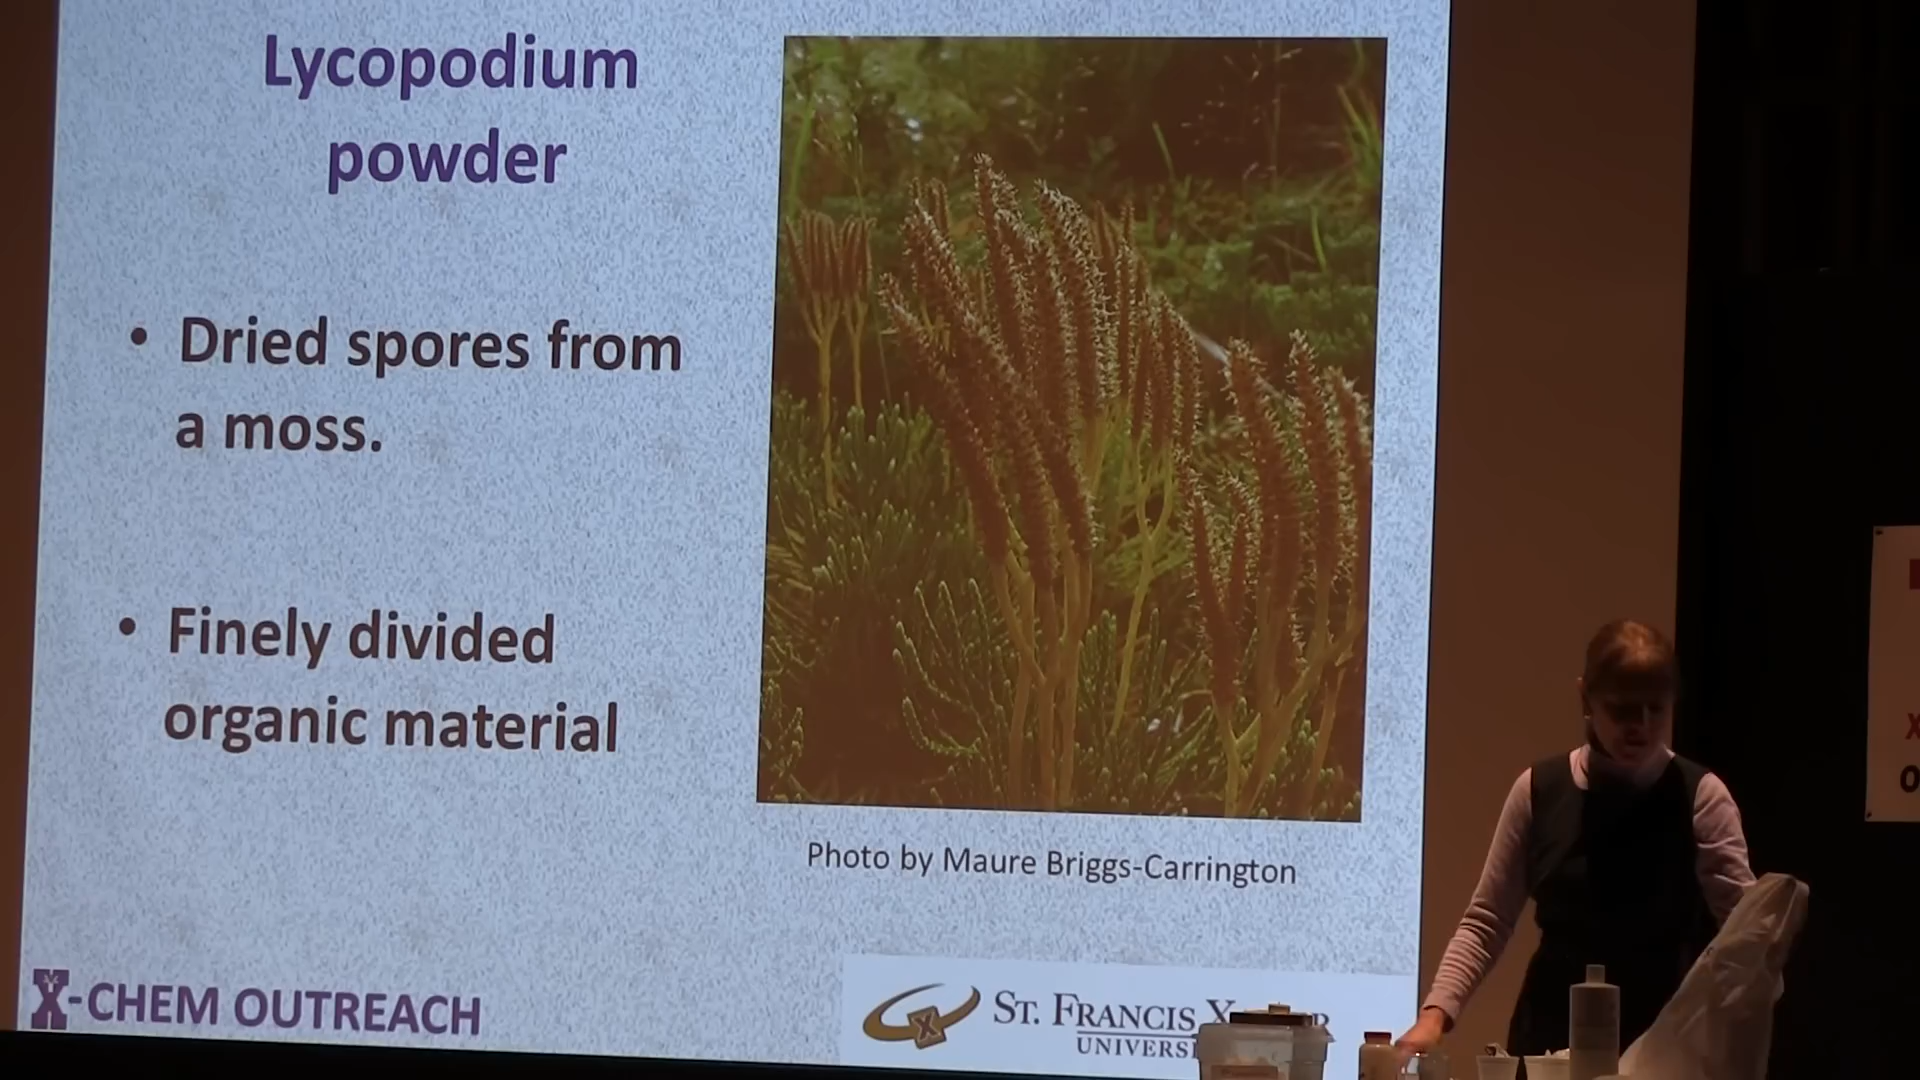 Lycopodium
powder
• Dried spores from
a moss.
• Finely divided
organic material
Photo by Maure Briggs-Carrington
X-CHEM OUTREACH
ST. FRANCIS